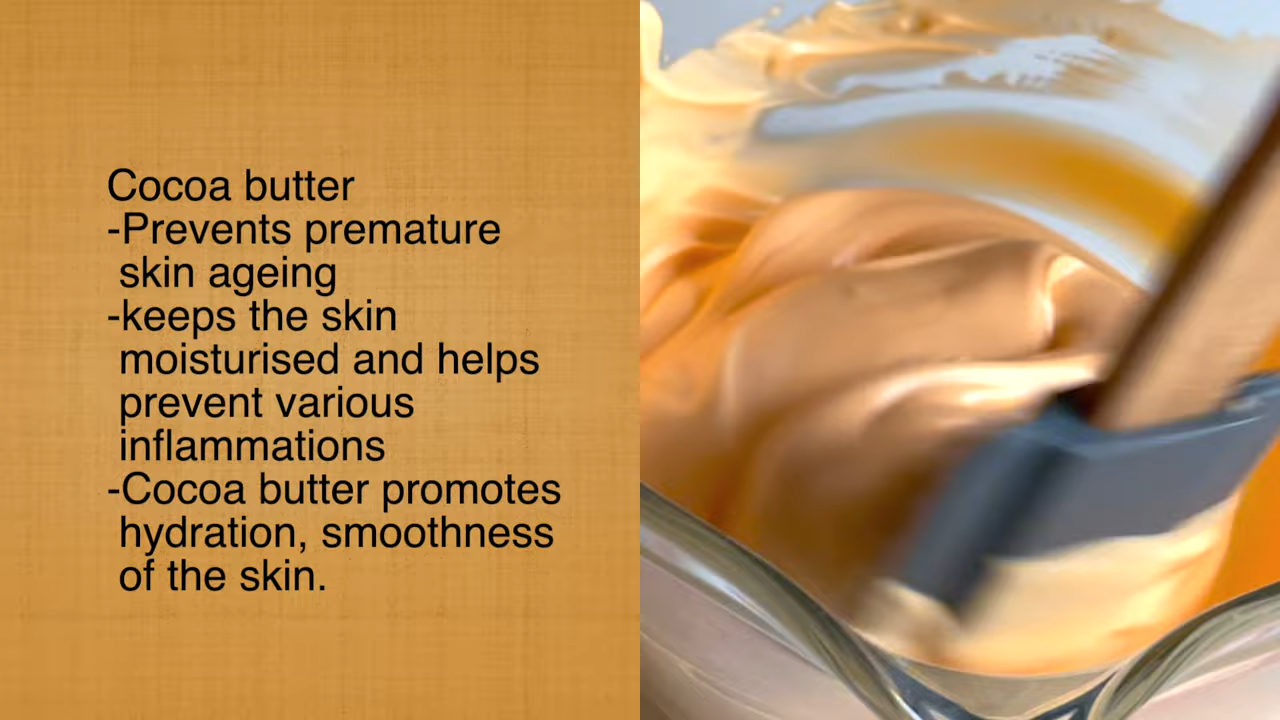 Cocoa butter
-Prevents premature
skin ageing
-keeps the skin
moisturised and helps
prevent various
inflammations
-Cocoa butter promotes
hydration, smoothness
of the skin.